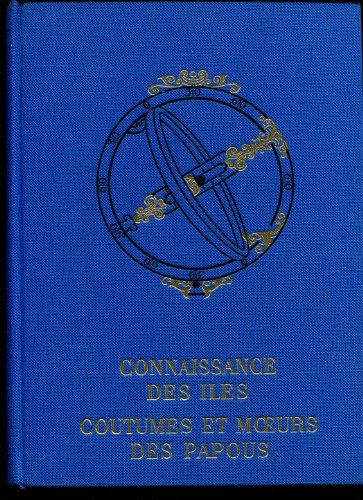 CONNAISSANCE
DES ILES
COUTUMES ET MŒURS
DES PAPOUS